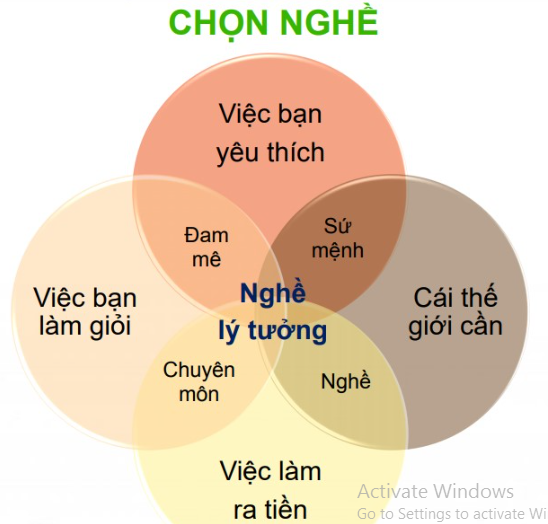 CHỌN NGHỀ
Việc bạn
yêu thích
Đam
mê
Sứ
mệnh
Việc bạn
làm giỏi
Nghề
lý tưởng
Cái thế
giới cần
Chuyên
môn
Nghề
Việc làm
ra tiền
Activate Windows
Go to Settings to activate Wi